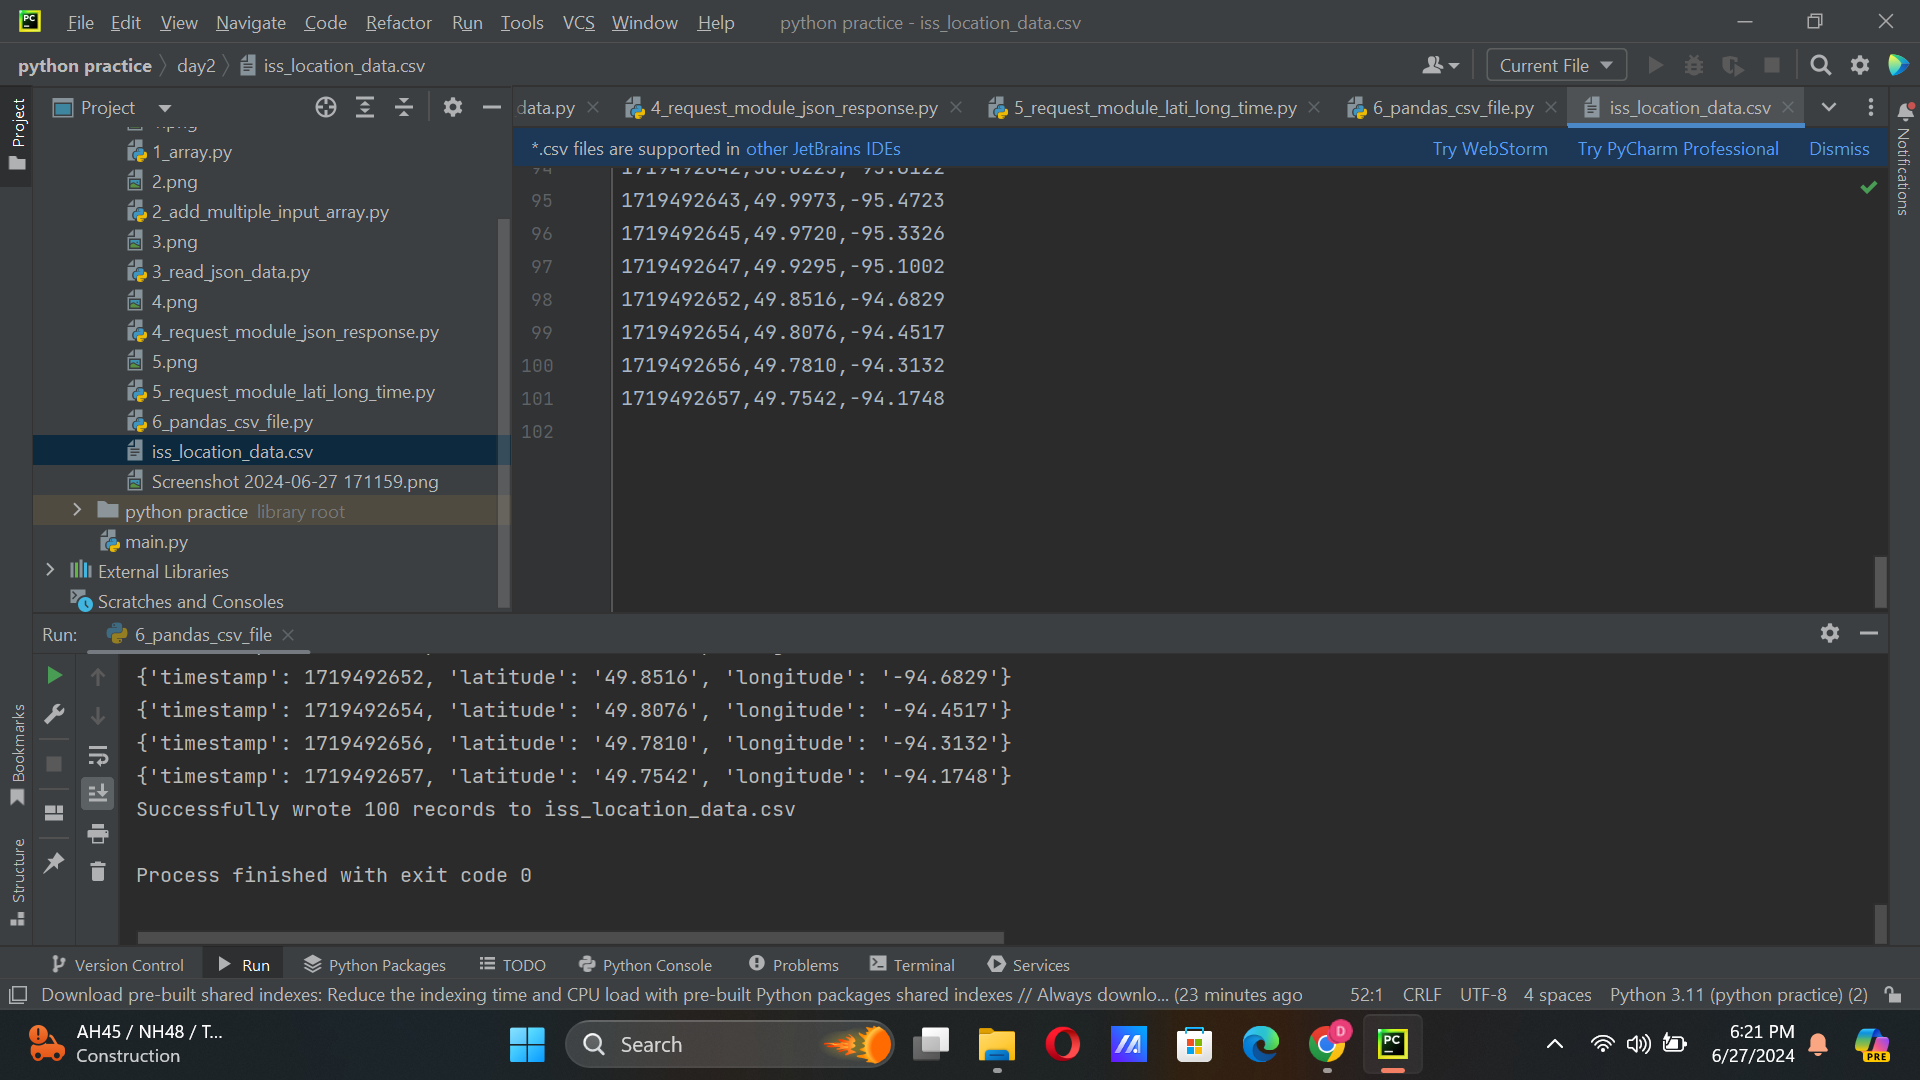 PC File Edit View Navigate Code Refactor Run Tools VCS Window Help python practice - iss_location_data.csv
python practice day2 iss_location_data.csv
Current File
Project
Project
data.py 4_request_module_json_response.py 5_request_module_lati_long_time.py 6_pandas_csv_file.py iss_location_data.csv
*.csv files are supported in other JetBrains IDEs Try WebStorm Try PyCharm Professional Dismiss
Notifications
1_array.py
2.png
2_add_multiple_input_array.py
3.png
3_read_json_data.py
4.png
4_request_module_json_response.py
5.png
5_request_module_lati_long_time.py
6_pandas_csv_file.py
iss_location_data.csv
Screenshot 2024-06-27 171159.png
python practice library root
main.py
External Libraries
Scratches and Consoles
95 1719492643,49.9973,-95.4723
96 1719492645,49.9720,-95.3326
97 1719492647,49.9295,-95.1002
98 1719492652,49.8516,-94.6829
99 1719492654,49.8076,-94.4517
100 1719492656,49.7810,-94.3132
101 1719492657,49.7542,-94.1748
102
Run: 6_pandas_csv_file
{'timestamp': 1719492652, 'latitude': '49.8516', 'longitude': '-94.6829'}
{'timestamp': 1719492654, 'latitude': '49.8076', 'longitude': '-94.4517'}
{'timestamp': 1719492656, 'latitude': '49.7810', 'longitude': '-94.3132'}
{'timestamp': 1719492657, 'latitude': '49.7542', 'longitude': '-94.1748'}
Successfully wrote 100 records to iss_location_data.csv
Process finished with exit code 0
Bookmarks
Structure
Version Control Run Python Packages TODO Python Console Problems Terminal Services
Download pre-built shared indexes: Reduce the indexing time and CPU load with pre-built Python packages shared indexes // Always downlo... (23 minutes ago 52:1 CRLF UTF-8 4 spaces Python 3.11 (python practice) (2)
AH45 / NH48 / T...
Construction
Search
D
PC
6:21 PM
6/27/2024
PRE